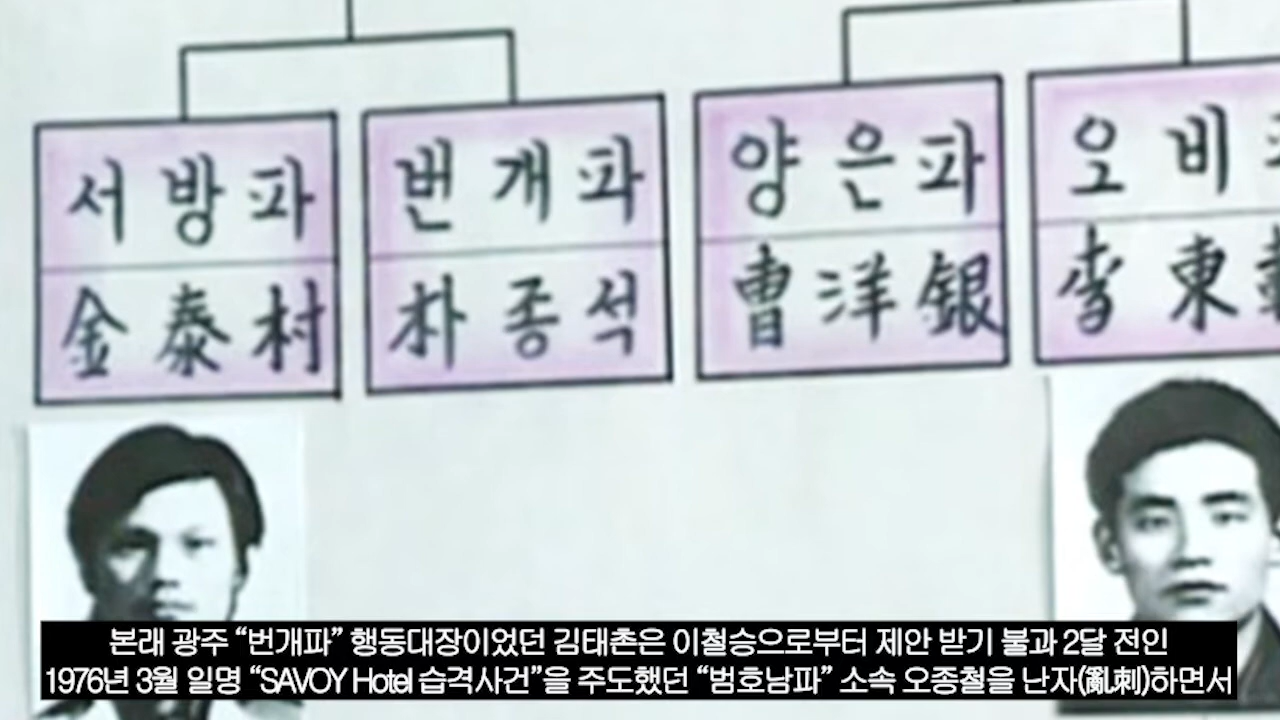 서방파 번개파 양은파 오비
金泰村 朴종석 曺洋銀 李東
본래 광주 “번개파” 행동대장이었던 김태촌은 이철승으로부터 제안 받기 불과 2달 전인
1976년 3월 일명 “SAVOY Hotel 습격사건”을 주도했던 “범호남파” 소속 오종철을 난자(亂刺)하면서